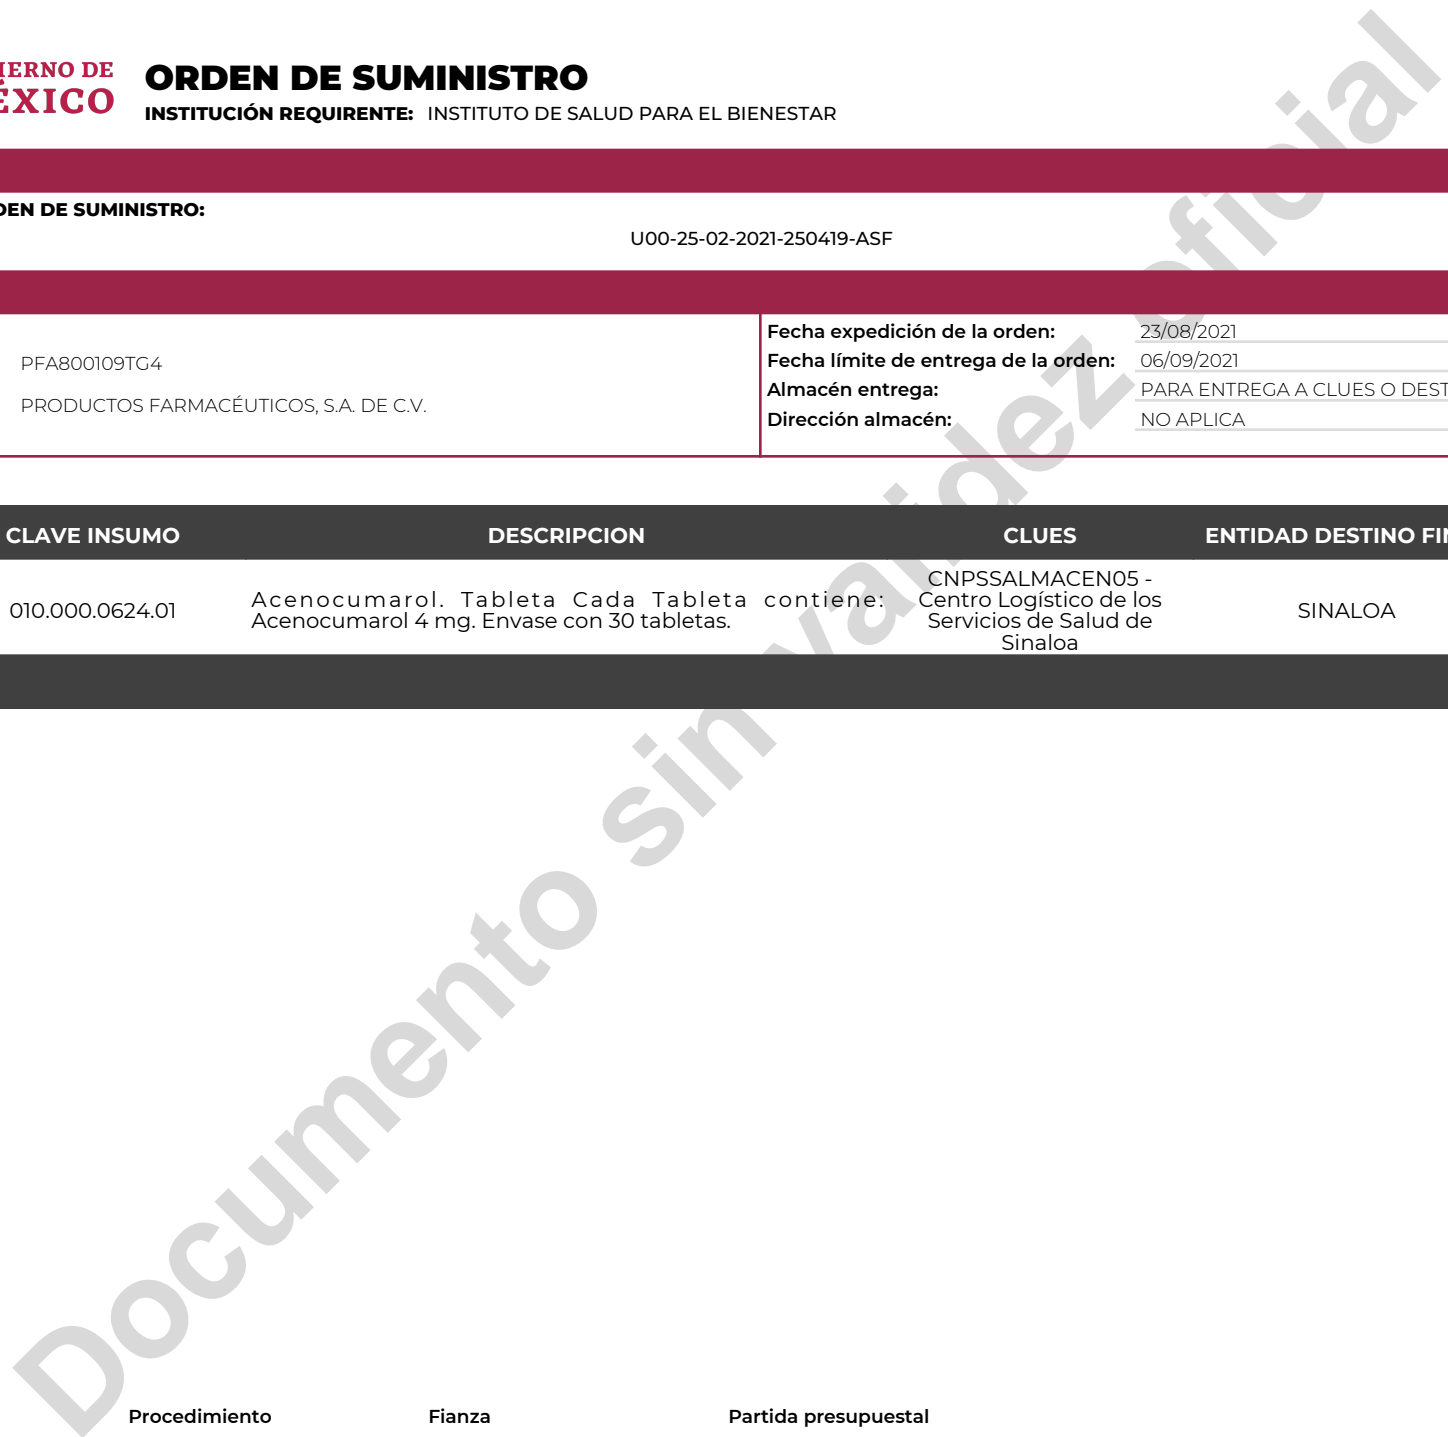 IERNO DE
ÉXICO
ORDEN DE SUMINISTRO
INSTITUCIÓN REQUIRENTE: INSTITUTO DE SALUD PARA EL BIENESTAR
DEN DE SUMINISTRO:
U00-25-02-2021-250419-ASF
PFA800109TG4
PRODUCTOS FARMACÉUTICOS, S.A. DE C.V.
Fecha expedición de la orden: 23/08/2021
Fecha límite de entrega de la orden: 06/09/2021
Almacén entrega: PARA ENTREGA A CLUES O DEST
Dirección almacén: NO APLICA
CLAVE INSUMO DESCRIPCION CLUES ENTIDAD DESTINO FIN
010.000.0624.01
Acenocumarol. Tableta Cada Tableta contiene:
Acenocumarol 4 mg. Envase con 30 tabletas.
CNPSSALMACEN05 -
Centro Logístico de los
Servicios de Salud de
Sinaloa
SINALOA
Documento sin validez oficial
Procedimiento Fianza Partida presupuestal